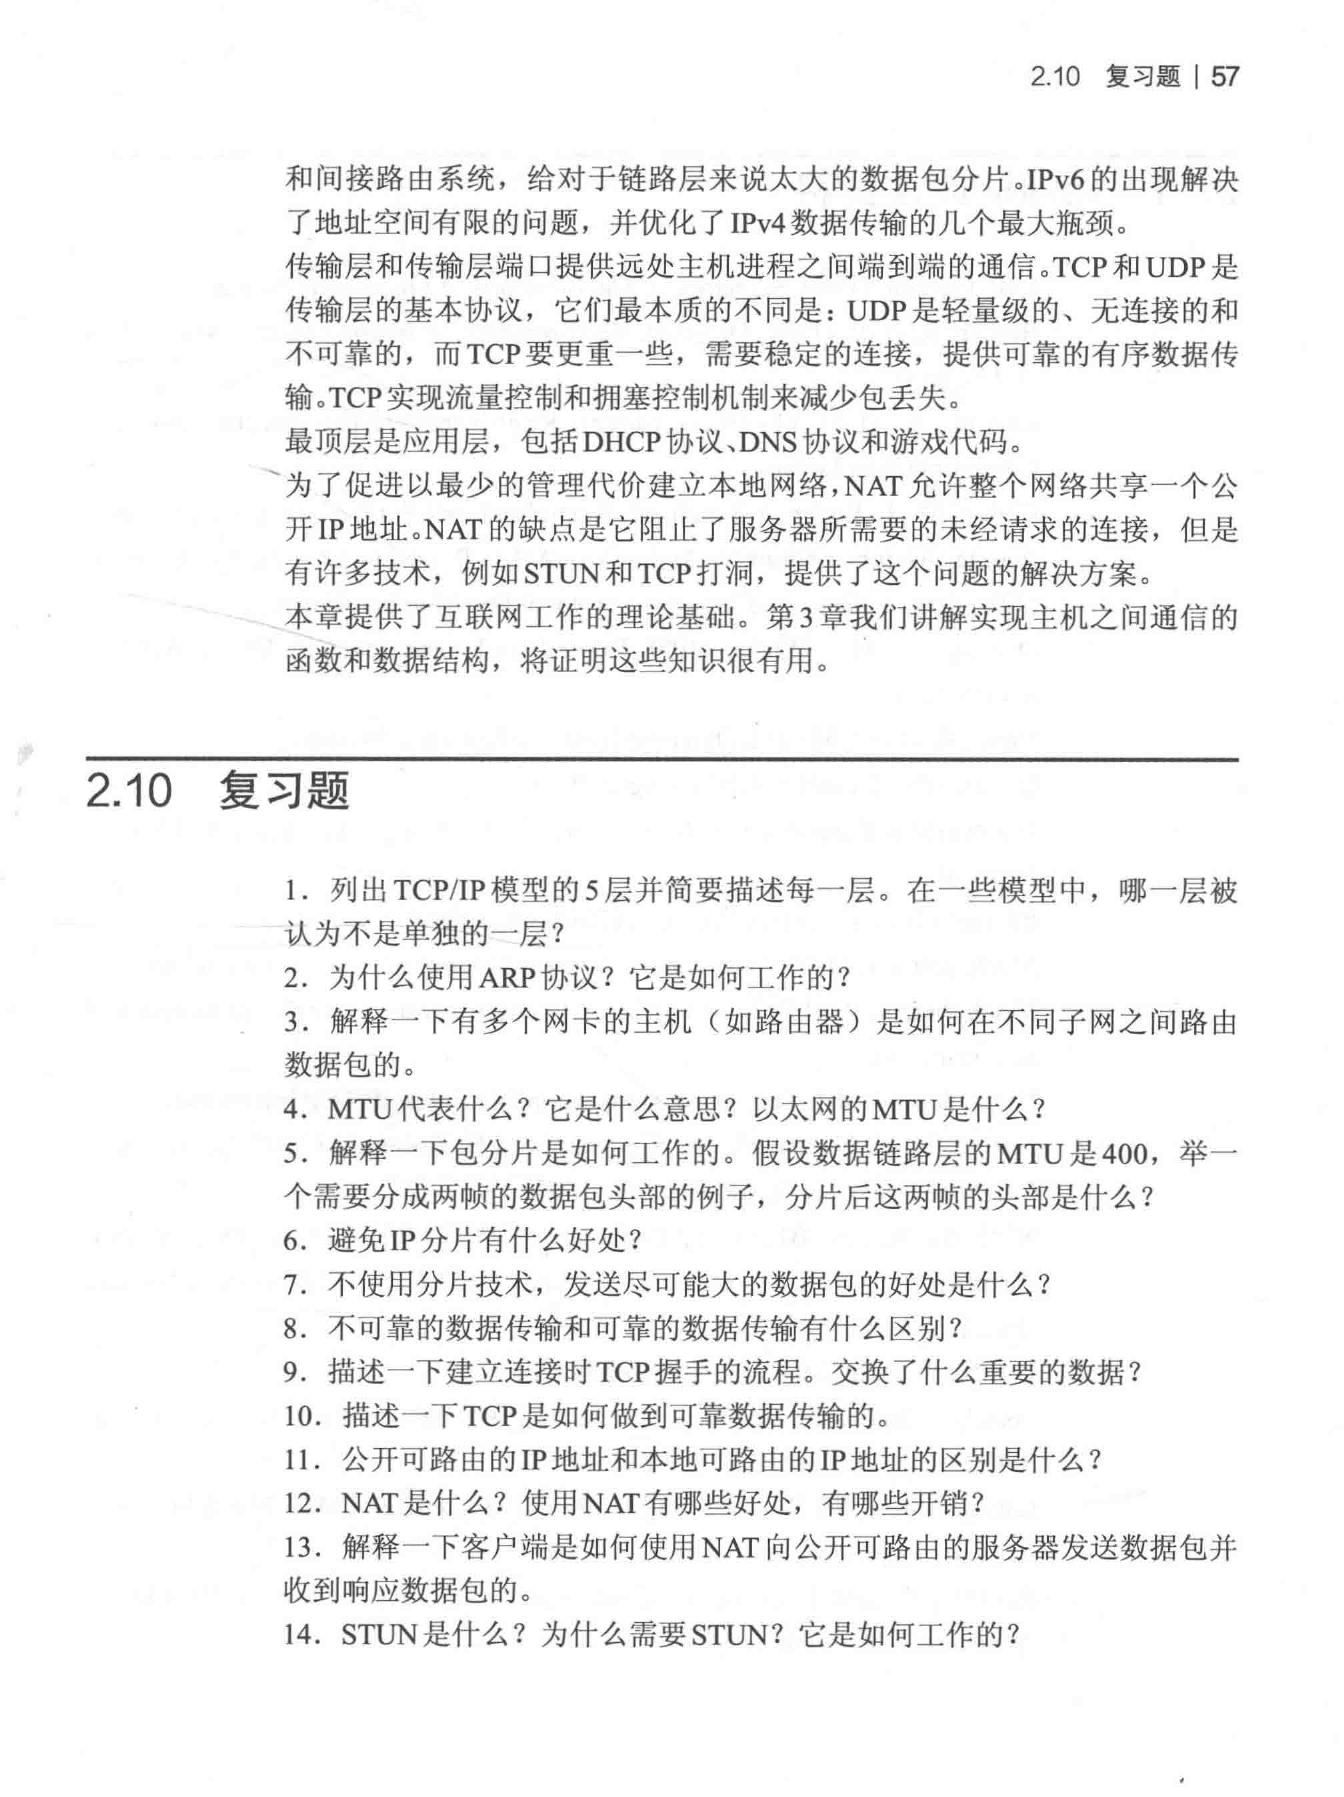 2.10 复习题 | 57
和间接路由系统，给对于链路层来说太大的数据包分片。IPv6的出现解决
了地址空间有限的问题，并优化了IPv4数据传输的几个最大瓶颈。
传输层和传输层端口提供远处主机进程之间端到端的通信。TCP和UDP是
传输层的基本协议，它们最本质的不同是：UDP是轻量级的、无连接的和
不可靠的，而TCP要更重一些，需要稳定的连接，提供可靠的有序数据传
输。TCP实现流量控制和拥塞控制机制来减少包丢失。
最顶层是应用层，包括DHCP协议、DNS协议和游戏代码。
为了促进以最少的管理代价建立本地网络，NAT允许整个网络共享一个公
开IP地址。NAT的缺点是它阻止了服务器所需要的未经请求的连接，但是
有许多技术，例如STUN和TCP打洞，提供了这个问题的解决方案。
本章提供了互联网工作的理论基础。第3章我们讲解实现主机之间通信的
函数和数据结构，将证明这些知识很有用。
2.10 复习题
1．列出TCP/IP模型的5层并简要描述每一层。在一些模型中，哪一层被
认为不是单独的一层？
2．为什么使用ARP协议？它是如何工作的？
3．解释一下有多个网卡的主机（如路由器）是如何在不同子网之间路由
数据包的。
4．MTU代表什么？它是什么意思？以太网的MTU是什么？
5．解释一下包分片是如何工作的。假设数据链路层的MTU是400，举一
个需要分成两帧的数据包头部的例子，分片后这两帧的头部是什么？
6．避免IP分片有什么好处？
7．不使用分片技术，发送尽可能大的数据包的好处是什么？
8．不可靠的数据传输和可靠的数据传输有什么区别？
9．描述一下建立连接时TCP握手的流程。交换了什么重要的数据？
10．描述一下TCP是如何做到可靠数据传输的。
11．公开可路由的IP地址和本地可路由的IP地址的区别是什么？
12．NAT是什么？使用NAT有哪些好处，有哪些开销？
13．解释一下客户端是如何使用NAT向公开可路由的服务器发送数据包并
收到响应数据包的。
14．STUN是什么？为什么需要STUN？它是如何工作的？